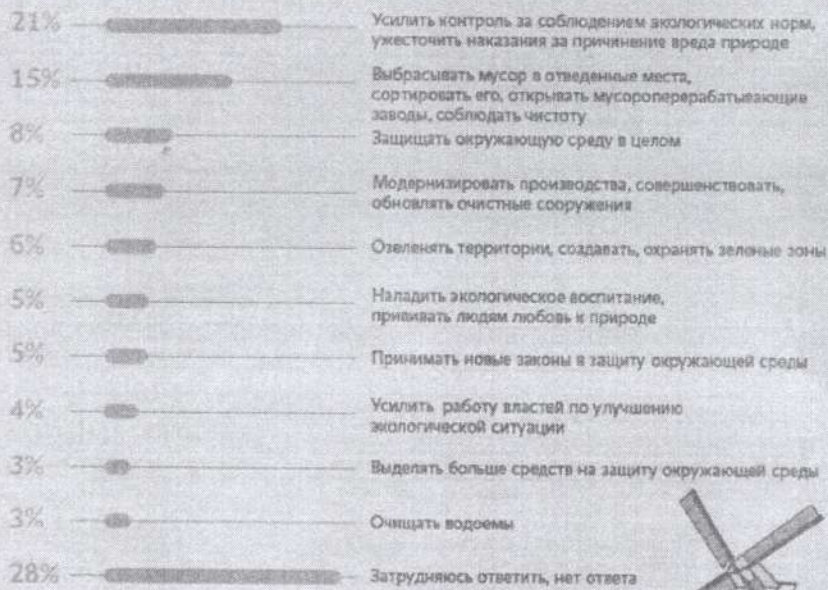 21% Усилить контроль за соблюдением экологических норм,
ужесточить наказания за причинение вреда природе
15% Выбрасывать мусор в отведенные места,
сортировать его, открывать мусороперерабатывающие
заводы, соблюдать чистоту
8% Защищать окружающую среду в целом
7% Модернизировать производства, совершенствовать,
обновлять очистные сооружения
6% Озеленять территории, создавать, охранять зеленые зоны
5% Наладить экологическое воспитание,
прививать людям любовь к природе
5% Принимать новые законы в защиту окружающей среды
4% Усилить работу властей по улучшению
экологической ситуации
3% Выделять больше средств на защиту окружающей среды
3% Очищать водоемы
28% Затрудняюсь ответить, нет ответа